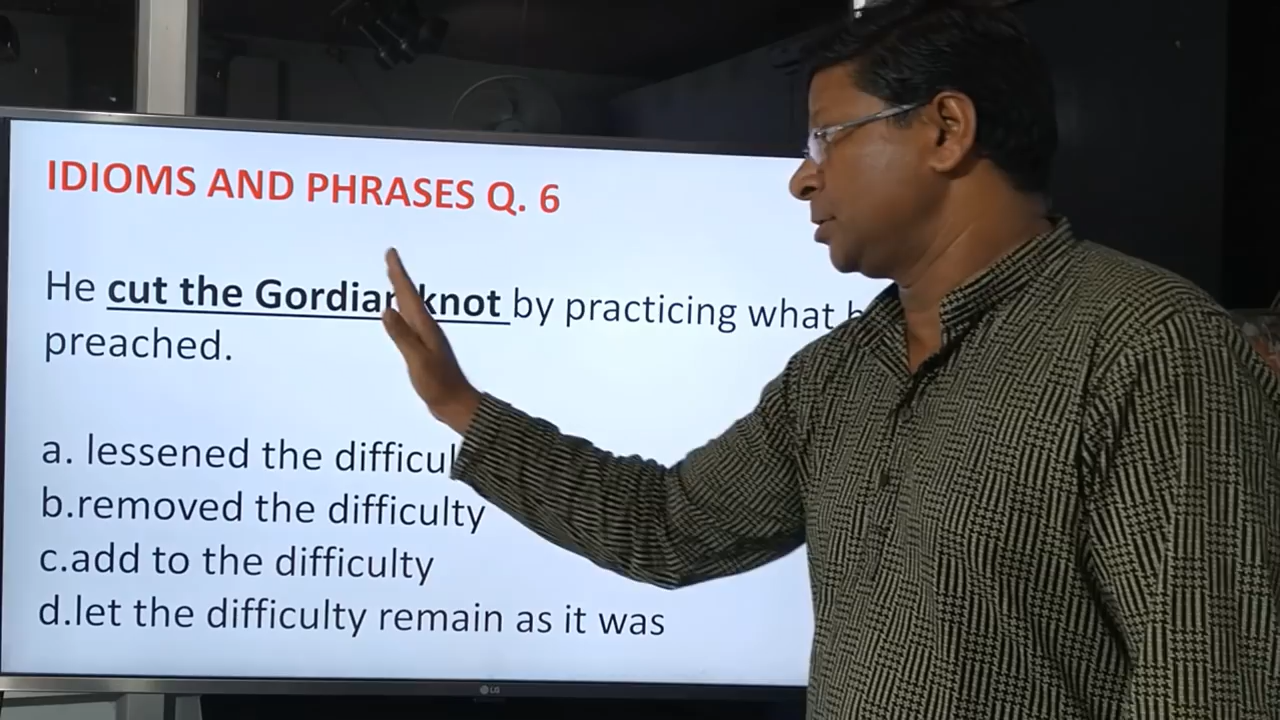 IDIOMS AND PHRASES Q. 6
He cut the Gordian knot by practicing what
preached.
a. lessened the
b.removed the difficulty
c.add to the difficulty
d.let the difficulty remain as it was
LG